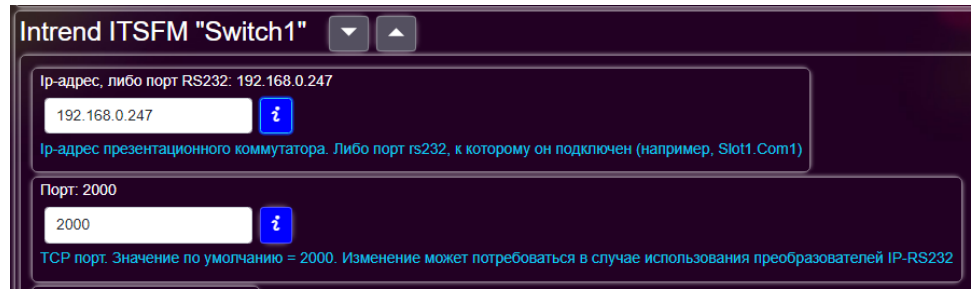 Intrend ITSFM "Switch1"
Ip-адрес, либо порт RS232: 192.168.0.247
192.168.0.247
i
Ip-адрес презентационного коммутатора. Либо порт rs232, к которому он подключен (например, Slot1.Com1)
Порт: 2000
2000
i
TCP порт. Значение по умолчанию = 2000. Изменение может потребоваться в случае использования преобразователей IP-RS232